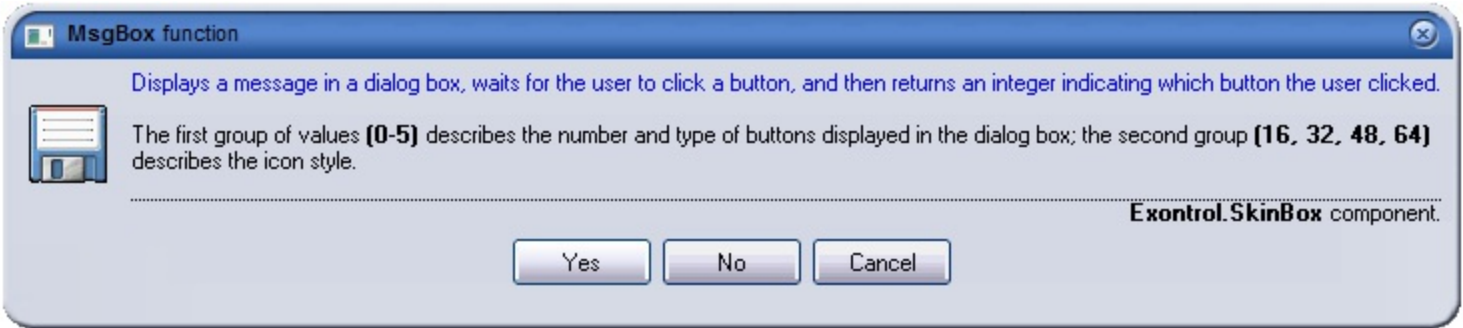 MsgBox function
Displays a message in a dialog box, waits for the user to click a button, and then returns an integer indicating which button the user clicked.
The first group of values (0-5) describes the number and type of buttons displayed in the dialog box; the second group (16, 32, 48, 64)
describes the icon style.
Exontrol.SkinBox component.
Yes No Cancel